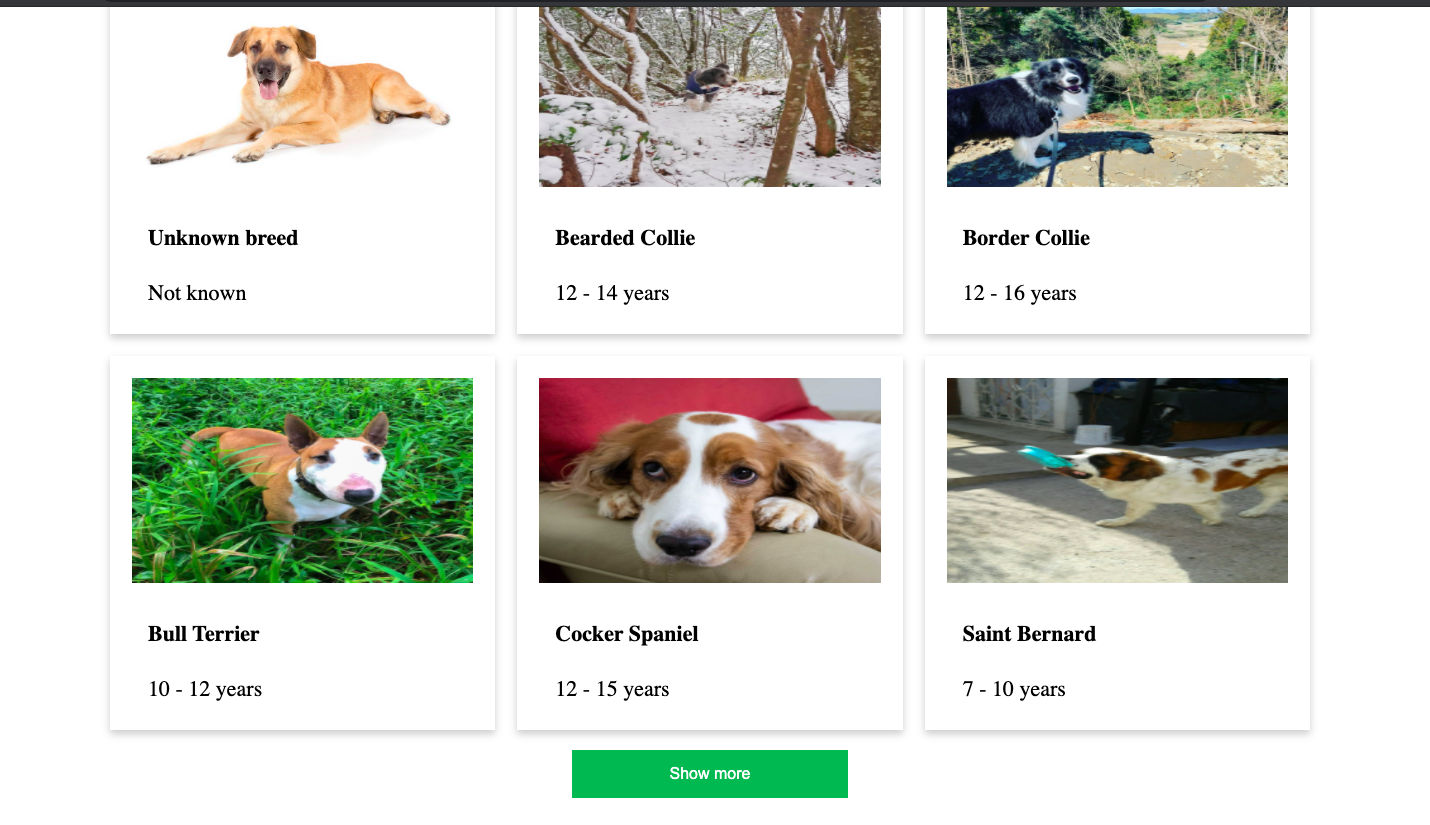 Unknown breed
Not known
Bearded Collie
12 - 14 years
Border Collie
12 - 16 years
Bull Terrier
10 - 12 years
Cocker Spaniel
12 - 15 years
Saint Bernard
7 - 10 years
Show more